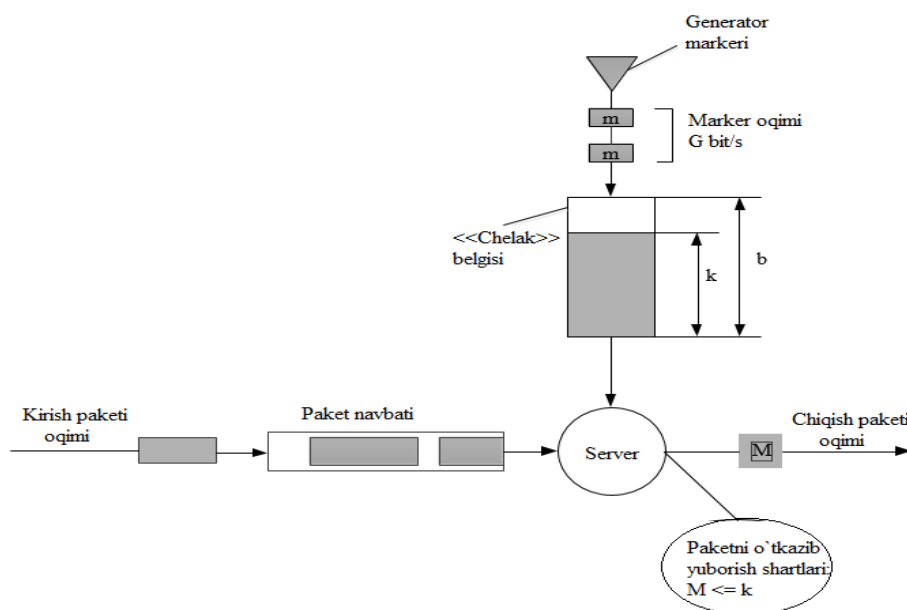 Generator
markeri
m
m
Marker oqimi
G bit/s
<<Chelak>>
belgisi
k
b
Kirish paketi
oqimi
Paket navbati
Server
M
Chiqish paketi
oqimi
Paketni o`tkazib
yuborish shartlari:
M <= k